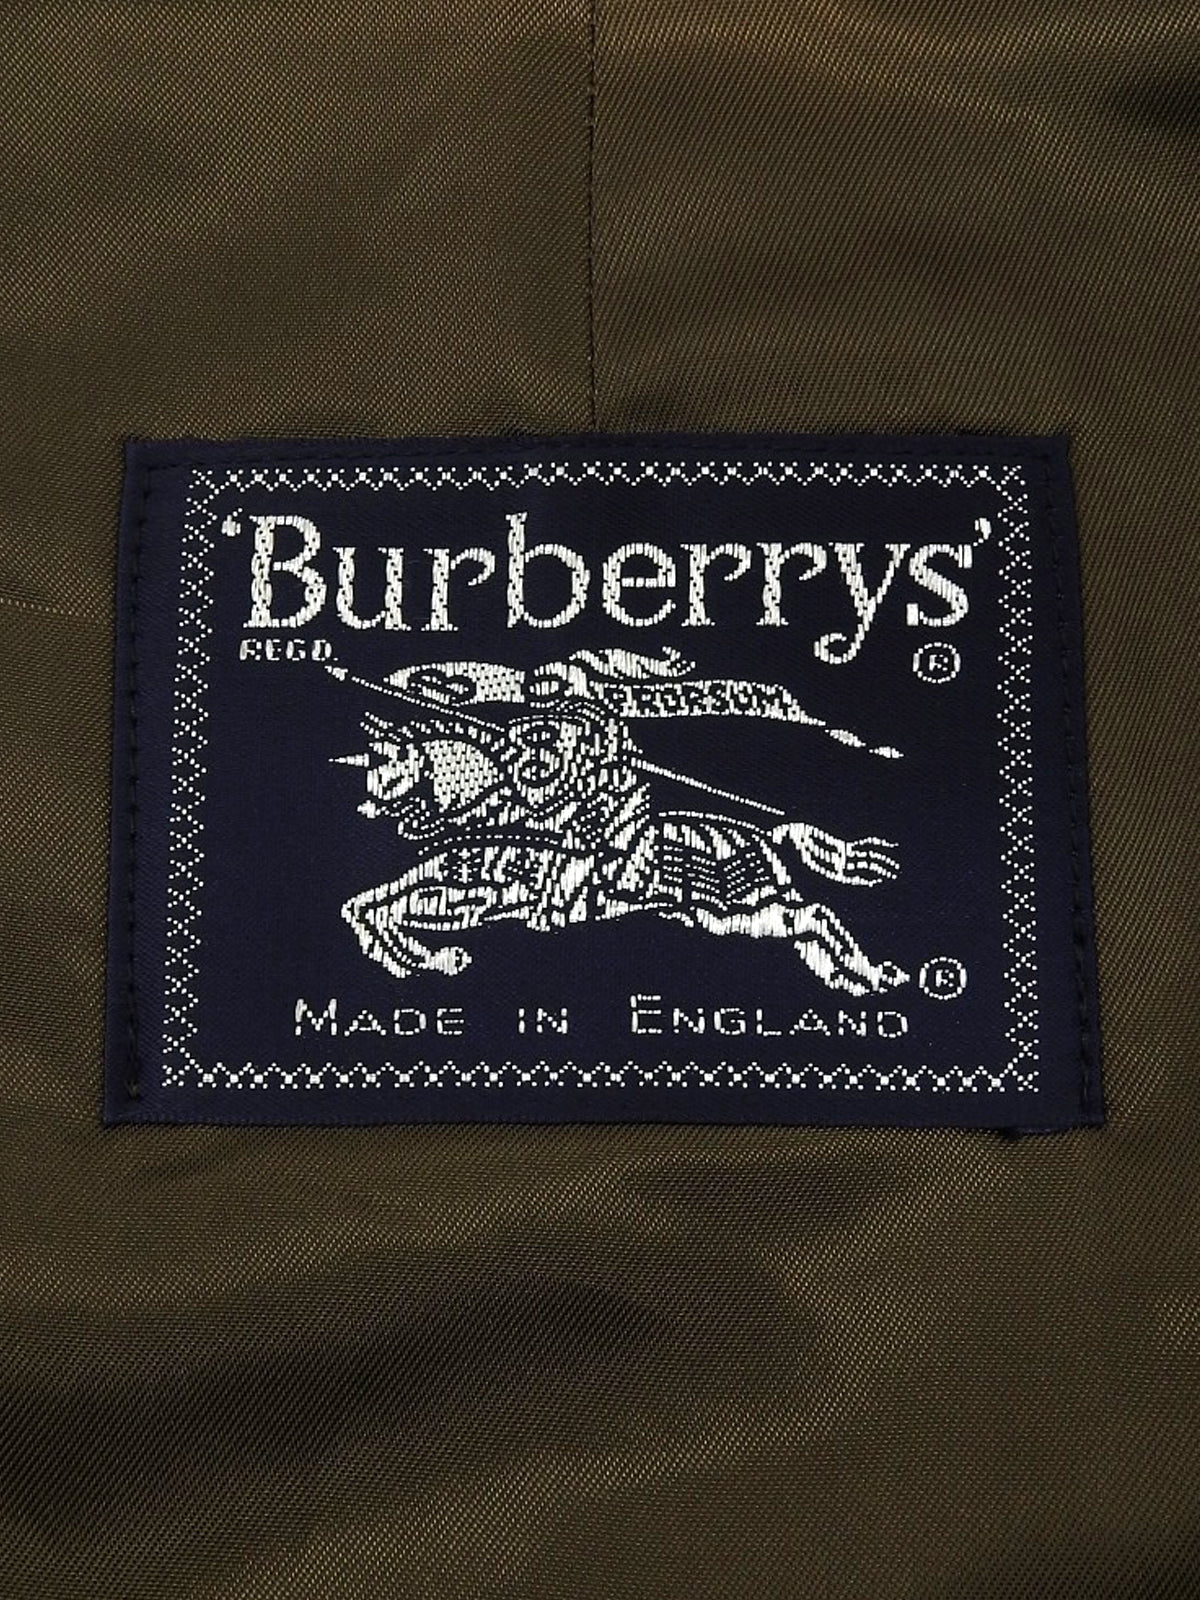 ‘Burberrys’
REGD. ®
PRORSUM
®
MADE IN ENGLAND